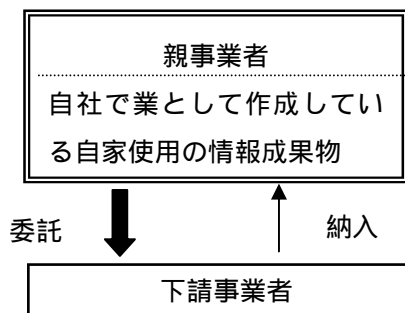 親事業者
自社で業として作成してい
る自家使用の情報成果物
委託
納入
下請事業者